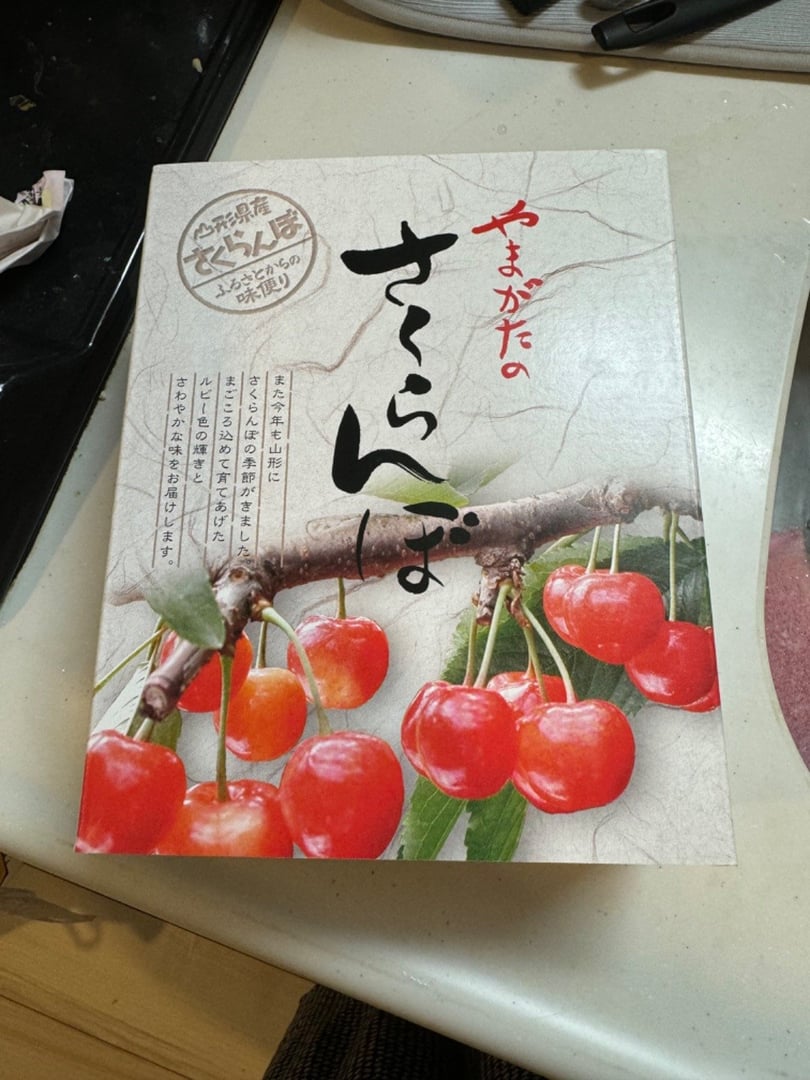 やまがたの
さくらんぼ
山形県産
さくらんぼ
ふるさとからの
味便り
また今年も山形に
さくらんぼの季節がきました。
まごころ込めて育てあげた
ルビー色の輝きと
さわやかな味をお届けします。